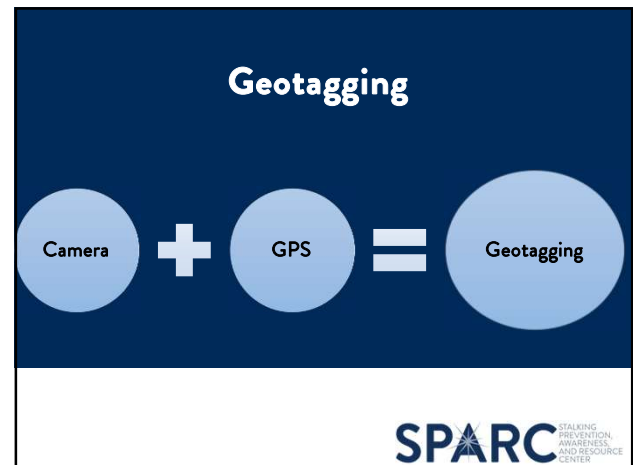 Geotagging
Camera + GPS = Geotagging
SPARC
STALKING
PREVENTION,
AWARENESS,
AND RESOURCE
CENTER